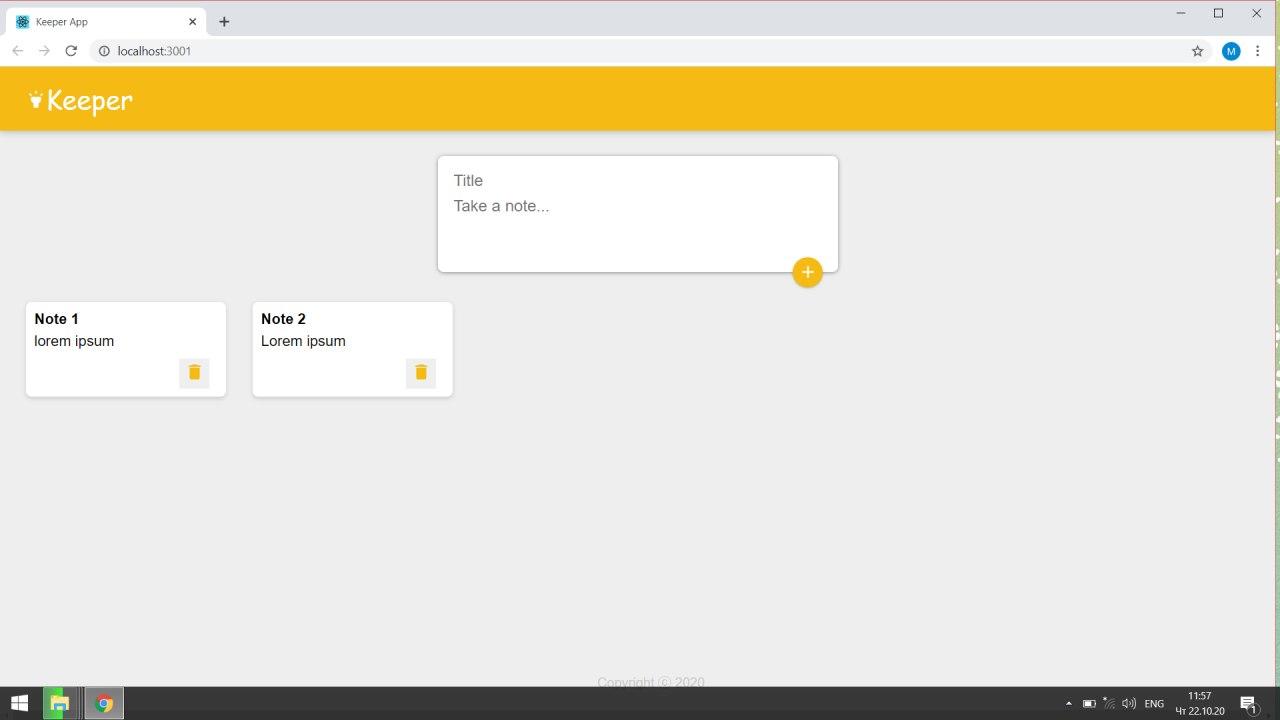 Keeper App
localhost:3001
M
Keeper
Title
Take a note...
+
Note 1
lorem ipsum
Note 2
Lorem ipsum
Copyright ⓒ 2020
ENG
11:57
Чт 22.10.20
1